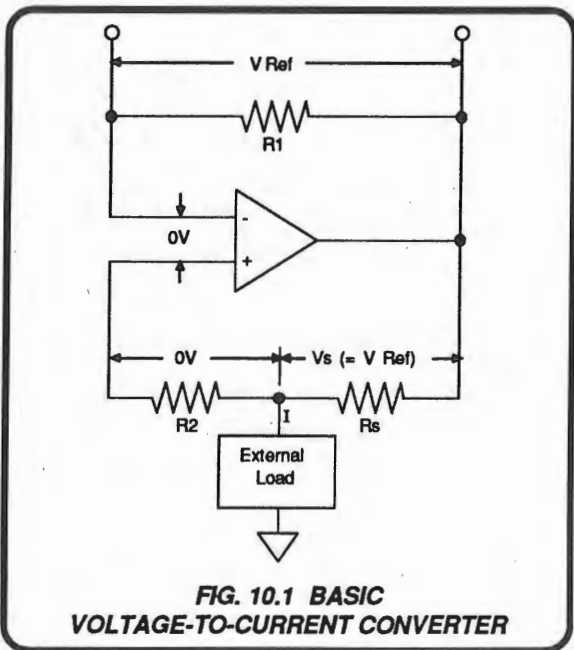 V Ref
R1
-
0V
+
0V
Vs (= V Ref)
R2
I
Rs
External
Load
FIG. 10.1 BASIC
VOLTAGE-TO-CURRENT CONVERTER